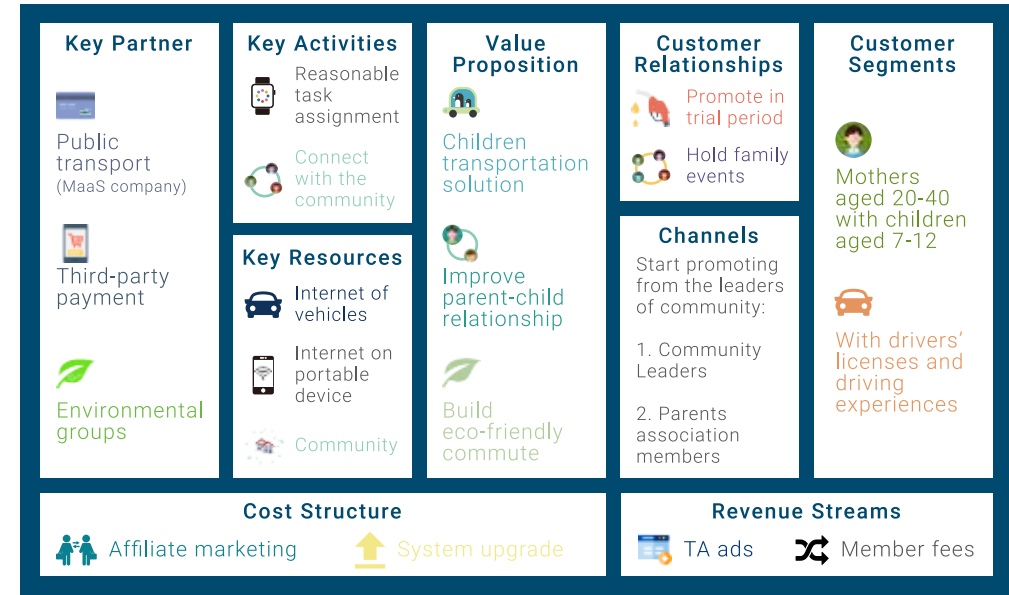 Key Partner
Public
transport
(MaaS company)
Third-party
payment
Environmental
groups
Key Activities
Reasonable
task
assignment
Connect
with the
community
Key Resources
Internet of
vehicles
Internet on
portable
device
Community
Value
Proposition
Children
transportation
solution
Improve
parent-child
relationship
Build
eco-friendly
commute
Customer
Relationships
Promote in
trial period
Hold family
events
Channels
Start promoting
from the leaders
of community:
1. Community
Leaders
2. Parents
association
members
Customer
Segments
Mothers
aged 20-40
with children
aged 7-12
With drivers’
licenses and
driving
experiences
Cost Structure
Affiliate marketing
System upgrade
Revenue Streams
TA ads
Member fees